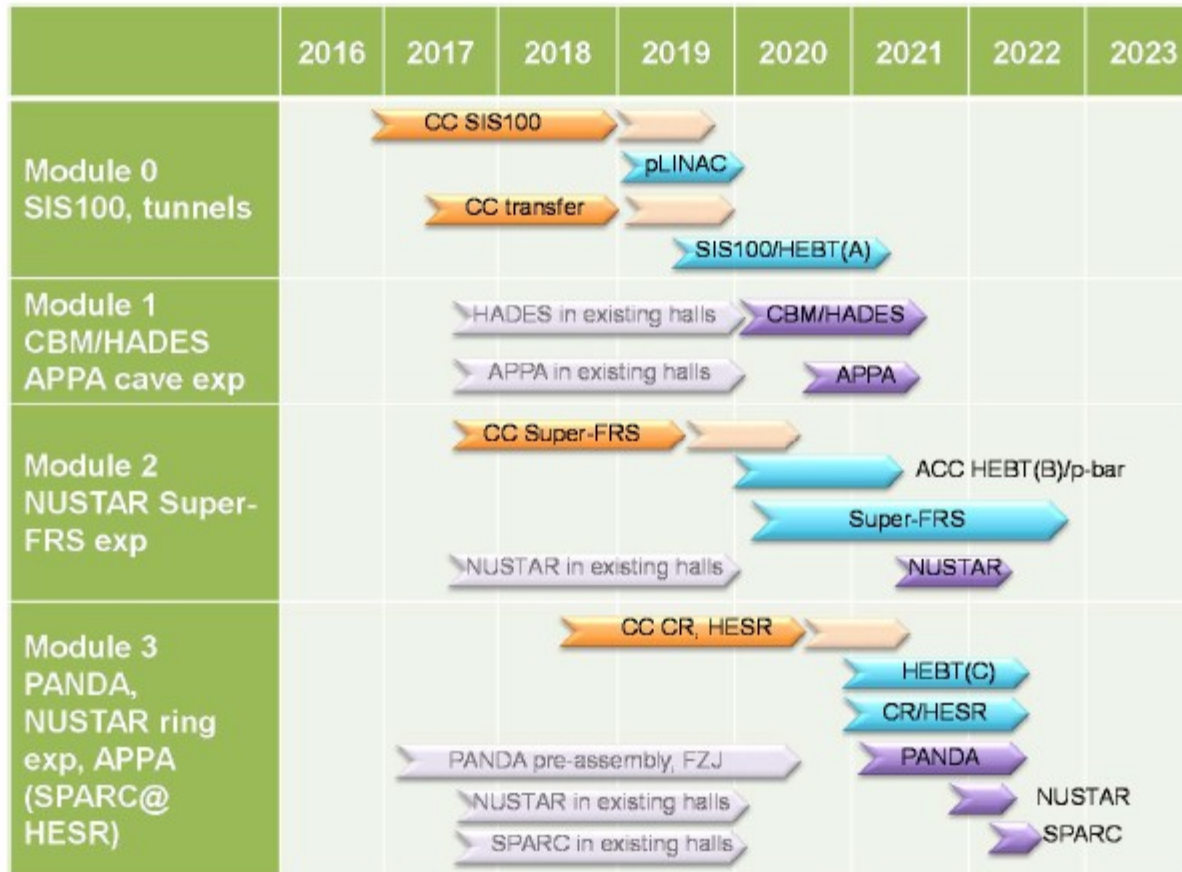 2016 2017 2018 2019 2020 2021 2022 2023
Module 0
SIS100, tunnels
CC SIS100
pLINAC
CC transfer
SIS100/HEBT(A)
Module 1
CBM/HADES
APPA cave exp
HADES in existing halls
CBM/HADES
APPA in existing halls
APPA
Module 2
NUSTAR Super-
FRS exp
CC Super-FRS
ACC HEBT(B)/p-bar
Super-FRS
NUSTAR in existing halls
NUSTAR
Module 3
PANDA,
NUSTAR ring
exp, APPA
(SPARC@
HESR)
CC CR, HESR
HEBT(C)
CR/HESR
PANDA pre-assembly, FZJ
PANDA
NUSTAR in existing halls
NUSTAR
SPARC in existing halls
SPARC